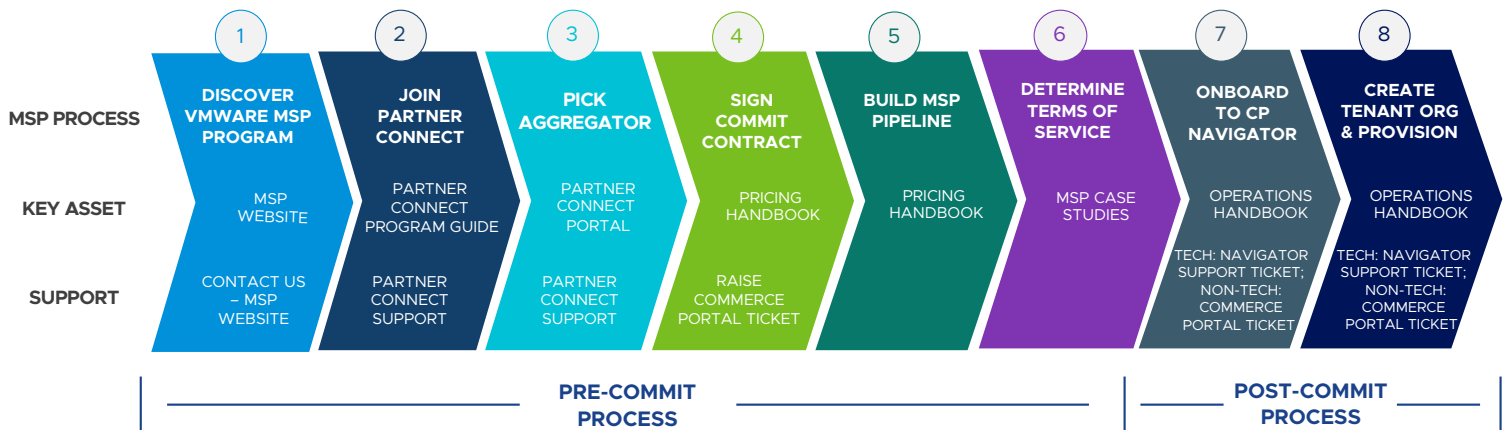 1
2
3
4
5
6
7
8
MSP PROCESS
DISCOVER
VMWARE MSP
PROGRAM
JOIN
PARTNER
CONNECT
PICK
AGGREGATOR
SIGN
COMMIT
CONTRACT
BUILD MSP
PIPELINE
DETERMINE
TERMS OF
SERVICE
ONBOARD
TO CP
NAVIGATOR
CREATE
TENANT ORG
& PROVISION
KEY ASSET
MSP
WEBSITE
PARTNER
CONNECT
PROGRAM GUIDE
PARTNER
CONNECT
PORTAL
PRICING
HANDBOOK
PRICING
HANDBOOK
MSP CASE
STUDIES
OPERATIONS
HANDBOOK
OPERATIONS
HANDBOOK
SUPPORT
CONTACT US
– MSP
WEBSITE
PARTNER
CONNECT
SUPPORT
PARTNER
CONNECT
SUPPORT
RAISE
COMMERCE
PORTAL TICKET
TECH: NAVIGATOR
SUPPORT TICKET;
NON-TECH:
COMMERCE
PORTAL TICKET
TECH: NAVIGATOR
SUPPORT TICKET;
NON-TECH:
COMMERCE
PORTAL TICKET
PRE-COMMIT
PROCESS
POST-COMMIT
PROCESS